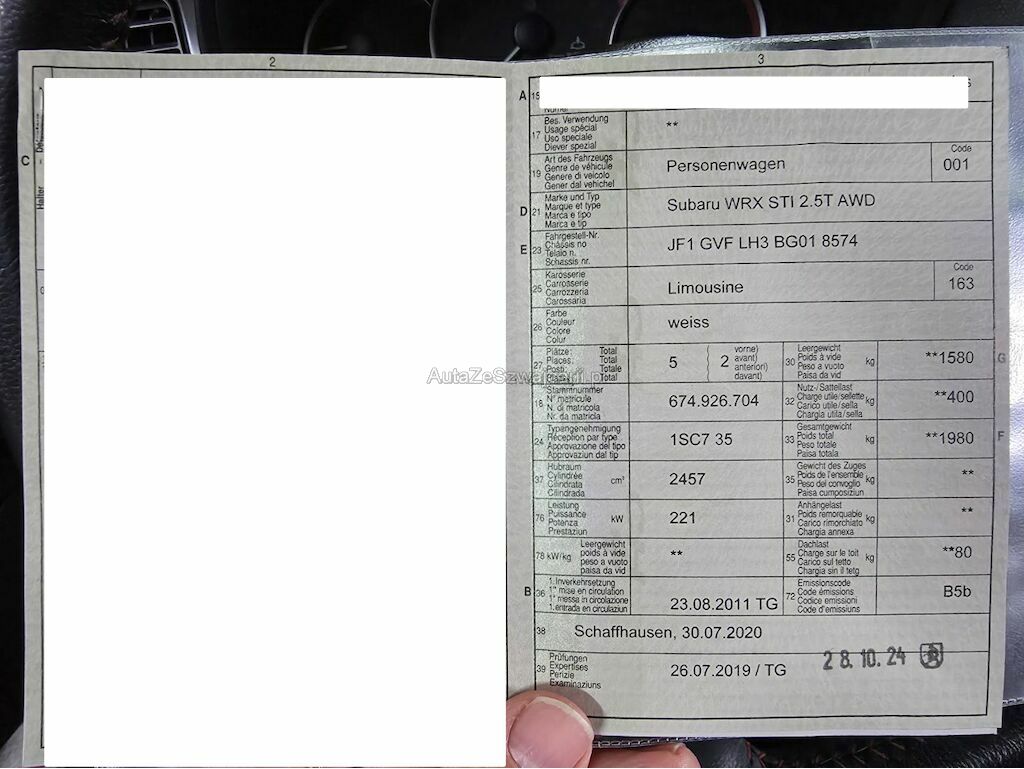 2
3
A 15
Numer
17 Bes. Verwendung
Usage spécial
Uso speciale
Diever spezial
**
C
Halter
19 Art des Fahrzeugs
Genre de véhicule
Genere di veicolo
Gener dal vehichel
Personenwagen
Code
001
D 21 Marke und Typ
Marque et type
Marca e tipo
Marca e tip
Subaru WRX STI 2.5T AWD
E 23 Fahrgestell-Nr.
Châssis no
Telaio n.
Schassis nr.
JF1 GVF LH3 BG01 8574
25 Karosserie
Carrosserie
Carrozzeria
Carossaria
Limousine
Code
163
26 Farbe
Couleur
Colore
Colur
weiss
27 Plätze: Total
Places: Total
Posti: Totale
Total
5
2
vorne)
avant)
anteriori)
davant)
30 Leergewicht
Poids à vide
Peso a vuoto
Paisa da vid
kg
**1580
G
AutaZeSzwajcarii.pl
18 Stammnummer
N° matricule
N. di matricola
Nr. da matricla
674.926.704
32 Nutz-/Sattellast
Charge utile/sellette
Carico utile/sella
Chargia utila/sella
kg
**400
24 Typengenehmigung
Réception par type
Approvazione del tipo
Approvaziun dal tip
1SC7 35
33 Gesamtgewicht
Poids total
Peso totale
Paisa totala
kg
**1980
F
37 Hubraum
Cylindrée
Cilindrata
Cilindrada
cm³
2457
35 Gewicht des Zuges
Poids de l'ensemble
Peso del convoglio
Paisa cumposiziun
kg
**
76 Leistung
Puissance
Potenza
Prestaziun
kW
221
31 Anhängelast
Poids remorquable
Carico rimorchiato
Chargia annexa
kg
**
78 kW/kg
Leergewicht
poids à vide
peso a vuoto
paisa da vid
**
55 Dachlast
Charge sur le toit
Carico sul tetto
Chargia sin il tetg
kg
**80
B 36 1. Inverkehrsetzung
1re mise en circulation
1a messa in circolazione
1. entrada en circulaziun
23.08.2011 TG
72 Emissionscode
Code émissions
Codice emissioni
Code d'emissiuns
B5b
38
Schaffhausen, 30.07.2020
39 Prüfungen
Expertises
Perizie
Examinaziuns
26.07.2019 / TG
28.10.24